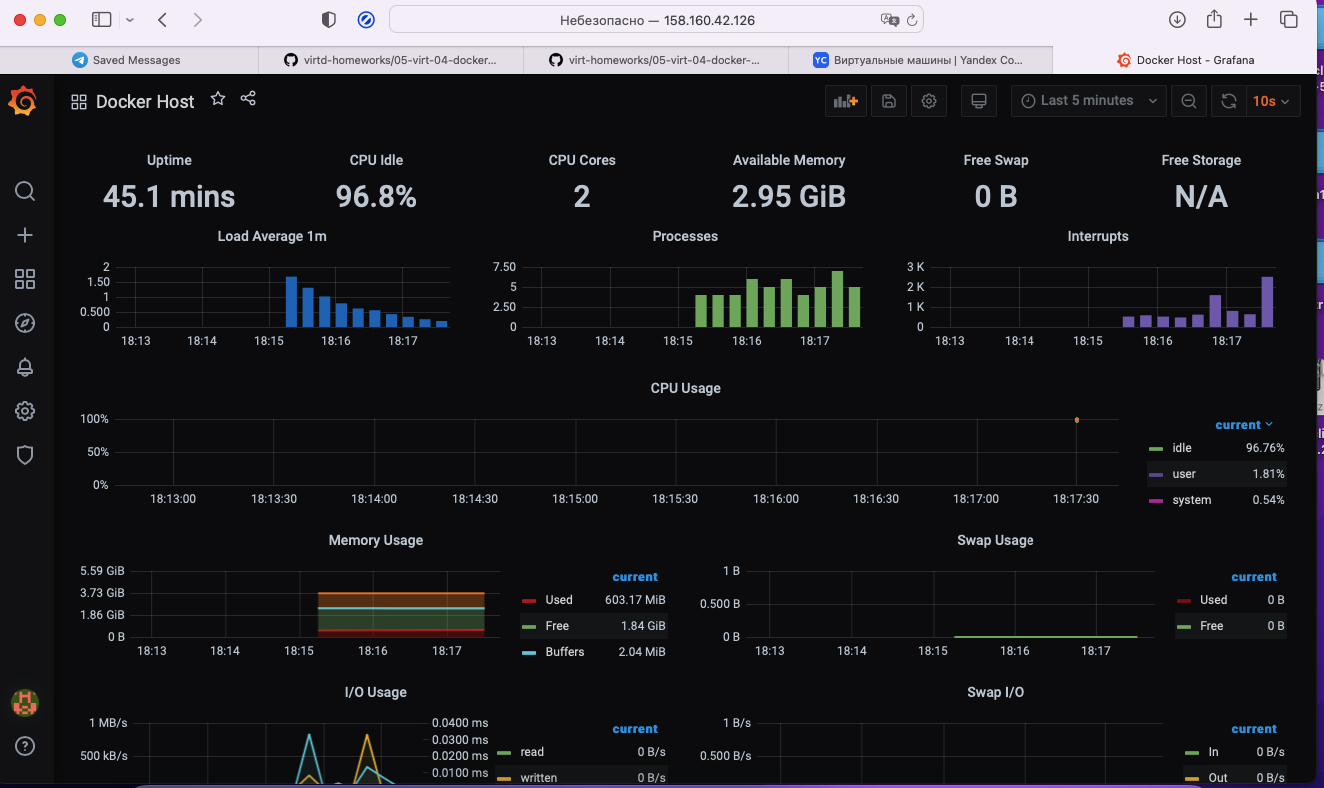 Небезопасно — 158.160.42.126
Saved Messages
virtd-homeworks/05-virt-04-docker...
virt-homeworks/05-virt-04-docker-...
YC Виртуальные машины | Yandex Co...
Docker Host - Grafana
Docker Host
Last 5 minutes
10s
Uptime CPU Idle CPU Cores Available Memory Free Swap Free Storage
45.1 mins 96.8% 2 2.95 GiB 0 B N/A
Load Average 1m
2
1.50
1
0.500
0
18:13 18:14 18:15 18:16 18:17
Processes
7.50
5
2.50
0
18:13 18:14 18:15 18:16 18:17
Interrupts
3 K
2 K
1 K
0
18:13 18:14 18:15 18:16 18:17
CPU Usage
100%
50%
0%
18:13:00 18:13:30 18:14:00 18:14:30 18:15:00 18:15:30 18:16:00 18:16:30 18:17:00 18:17:30
current
idle 96.76%
user 1.81%
system 0.54%
Memory Usage
5.59 GiB
3.73 GiB
1.86 GiB
0 B
18:13 18:14 18:15 18:16 18:17
current
Used 603.17 MiB
Free 1.84 GiB
Buffers 2.04 MiB
Swap Usage
1 B
0.500 B
0 B
18:13 18:14 18:15 18:16 18:17
current
Used 0 B
Free 0 B
I/O Usage
1 MB/s
500 kB/s
0.0400 ms
0.0300 ms
0.0200 ms
0.0100 ms
current
read 0 B/s
written 0 B/s
Swap I/O
1 B/s
0.500 B/s
current
In 0 B/s
Out 0 B/s